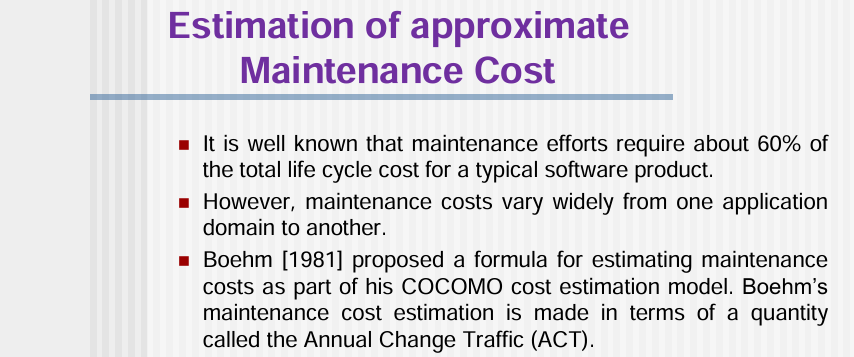 Estimation of approximate
Maintenance Cost
It is well known that maintenance efforts require about 60% of
the total life cycle cost for a typical software product.
However, maintenance costs vary widely from one application
domain to another.
Boehm [1981] proposed a formula for estimating maintenance
costs as part of his COCOMO cost estimation model. Boehm’s
maintenance cost estimation is made in terms of a quantity
called the Annual Change Traffic (ACT).